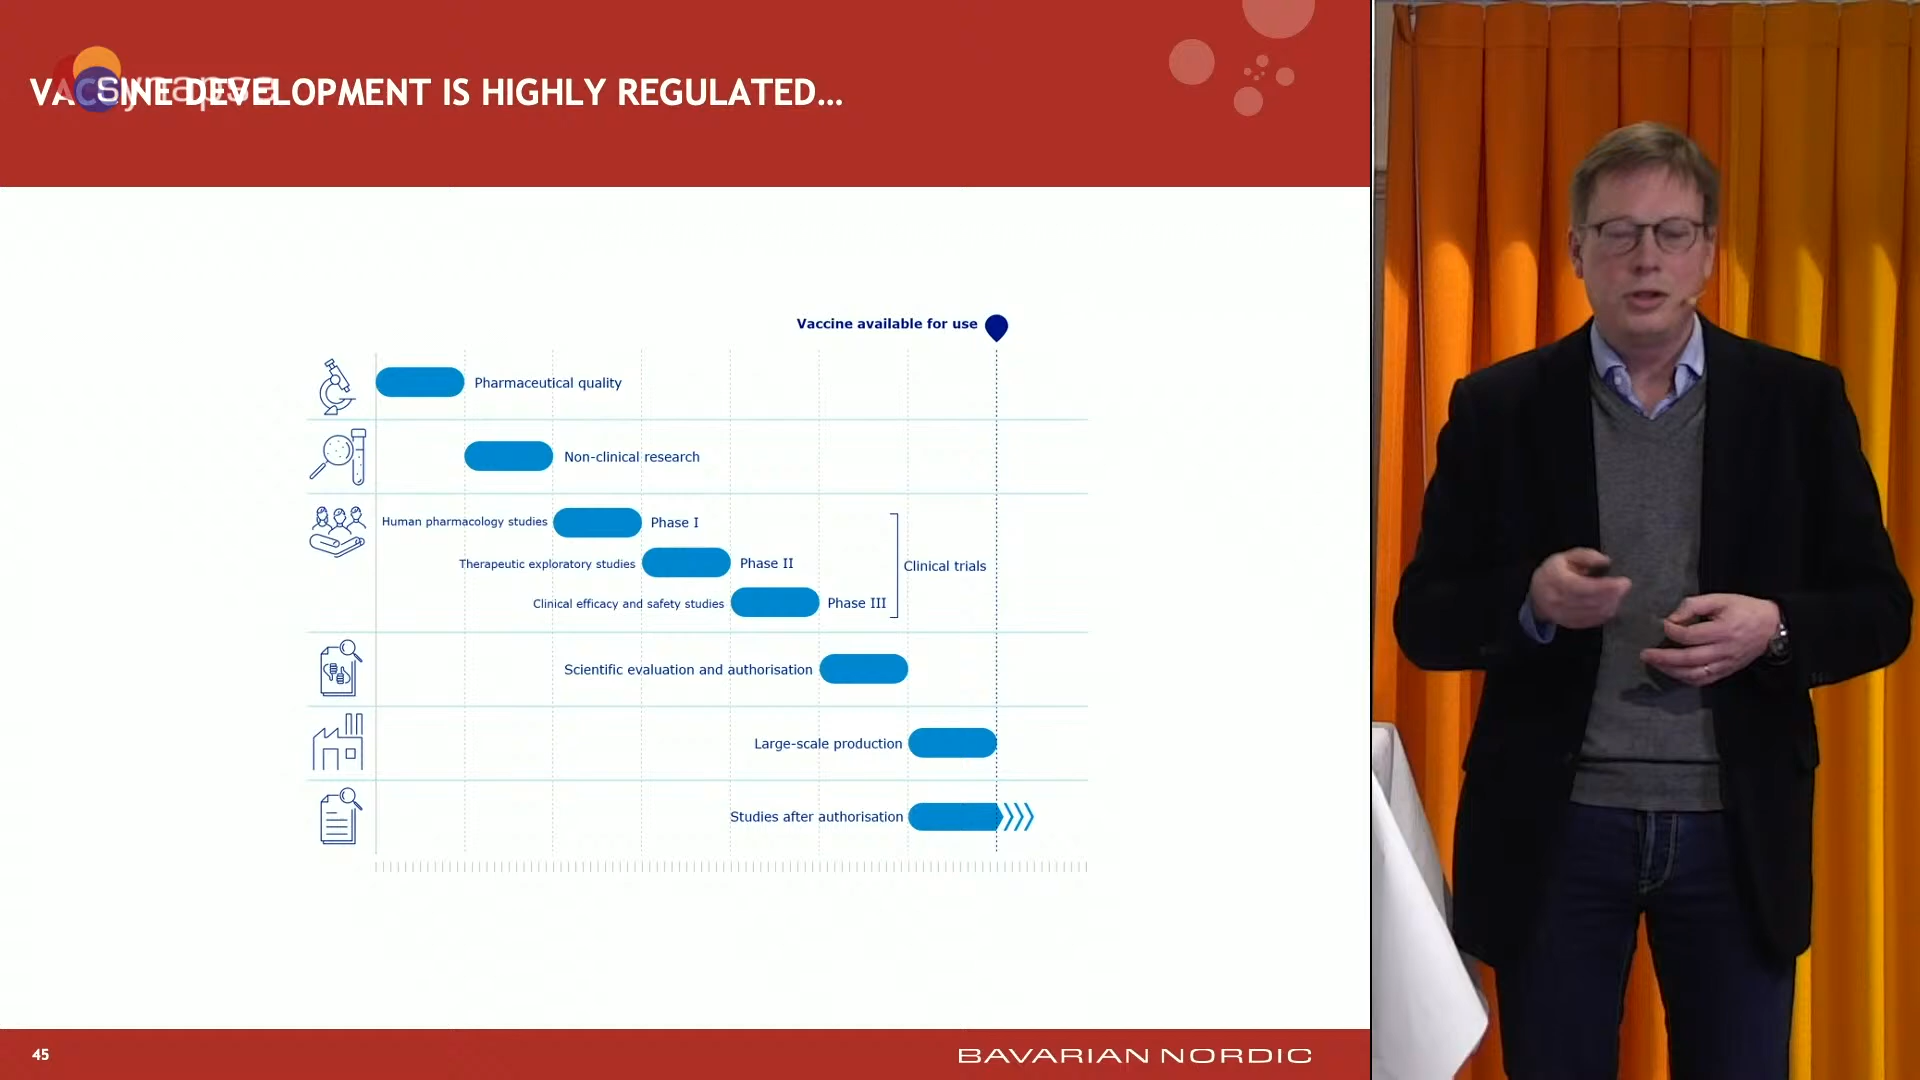 VACCINE DEVELOPMENT IS HIGHLY REGULATED...
synapse
Vaccine available for use
Pharmaceutical quality
Non-clinical research
Human pharmacology studies
Phase I
Therapeutic exploratory studies
Phase II
Clinical trials
Clinical efficacy and safety studies
Phase III
Scientific evaluation and authorisation
Large-scale production
Studies after authorisation
45
BAVARIAN NORDIC